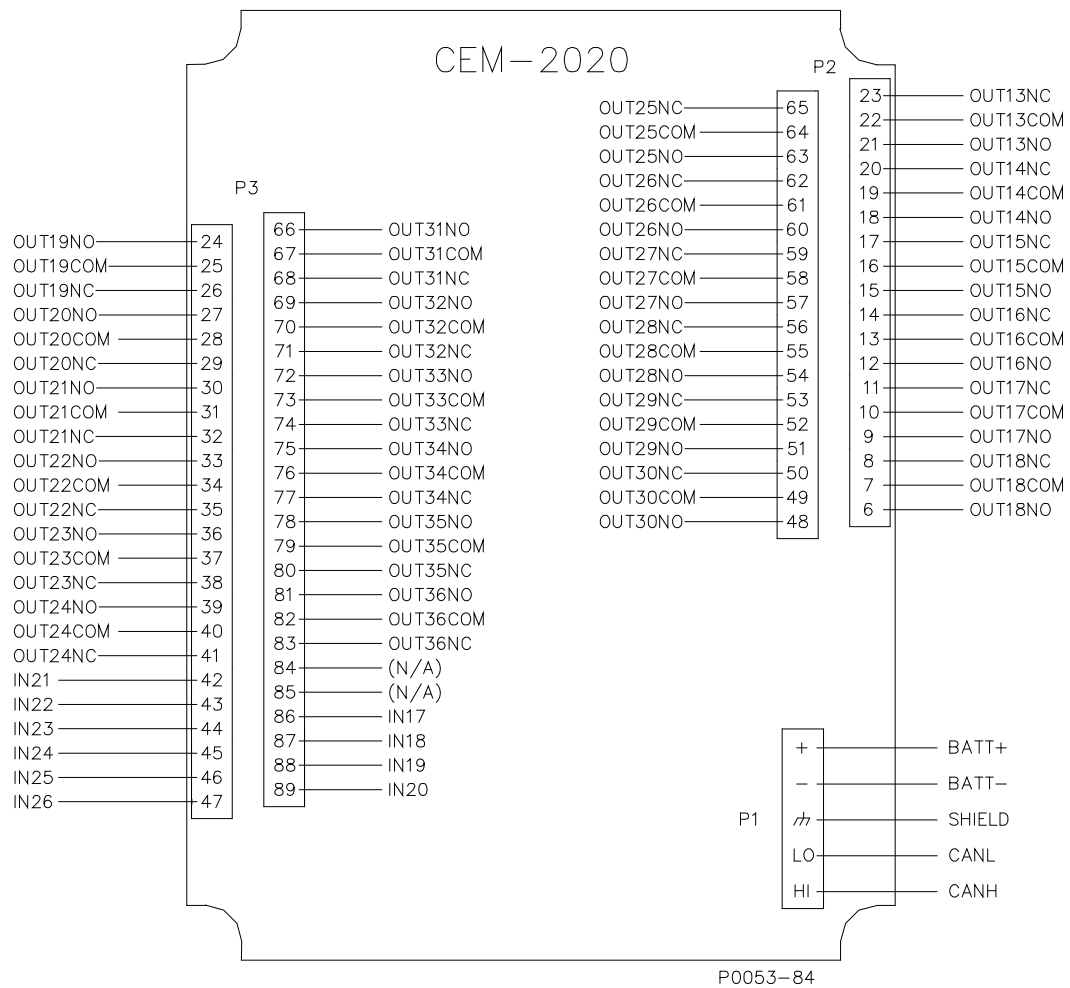 CEM-2020
P2
OUT25NC 65
OUT25COM 64
OUT25NO 63
OUT26NC 62
OUT26COM 61
OUT26NO 60
OUT27NC 59
OUT27COM 58
OUT27NO 57
OUT28NC 56
OUT28COM 55
OUT28NO 54
OUT29NC 53
OUT29COM 52
OUT29NO 51
OUT30NC 50
OUT30COM 49
OUT30NO 48
23 OUT13NC
22 OUT13COM
21 OUT13NO
20 OUT14NC
19 OUT14COM
18 OUT14NO
17 OUT15NC
16 OUT15COM
15 OUT15NO
14 OUT16NC
13 OUT16COM
12 OUT16NO
11 OUT17NC
10 OUT17COM
9 OUT17NO
8 OUT18NC
7 OUT18COM
6 OUT18NO
P3
OUT19NO 24
OUT19COM 25
OUT19NC 26
OUT20NO 27
OUT20COM 28
OUT20NC 29
OUT21NO 30
OUT21COM 31
OUT21NC 32
OUT22NO 33
OUT22COM 34
OUT22NC 35
OUT23NO 36
OUT23COM 37
OUT23NC 38
OUT24NO 39
OUT24COM 40
OUT24NC 41
IN21 42
IN22 43
IN23 44
IN24 45
IN25 46
IN26 47
66 OUT31NO
67 OUT31COM
68 OUT31NC
69 OUT32NO
70 OUT32COM
71 OUT32NC
72 OUT33NO
73 OUT33COM
74 OUT33NC
75 OUT34NO
76 OUT34COM
77 OUT34NC
78 OUT35NO
79 OUT35COM
80 OUT35NC
81 OUT36NO
82 OUT36COM
83 OUT36NC
84 (N/A)
85 (N/A)
86 IN17
87 IN18
88 IN19
89 IN20
P1
+ BATT+
− BATT−
SHIELD
LO CANL
HI CANH
P0053-84